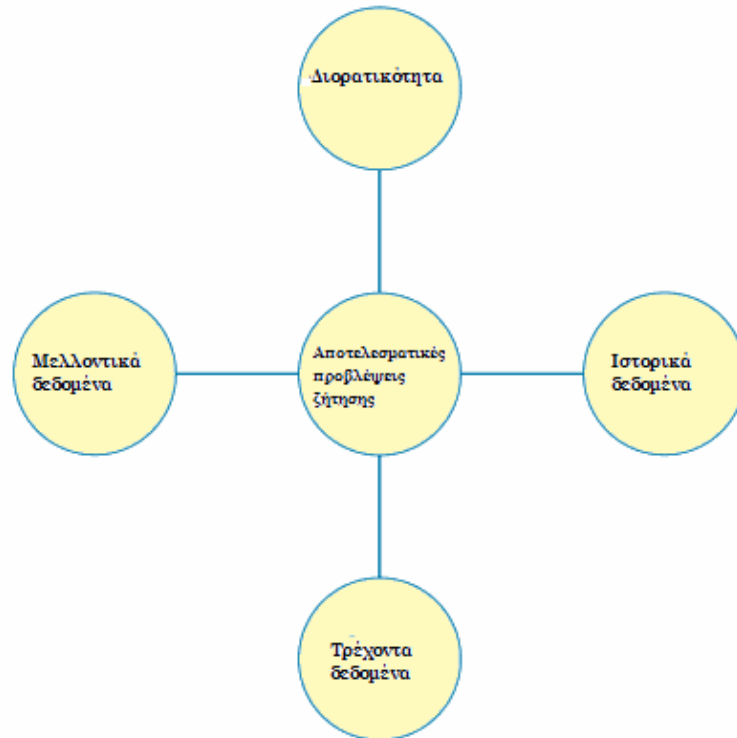 Διορατικότητα
Μελλοντικά
δεδομένα
Αποτελεσματικές
προβλέψεις
ζήτησης
Ιστορικά
δεδομένα
Τρέχοντα
δεδομένα